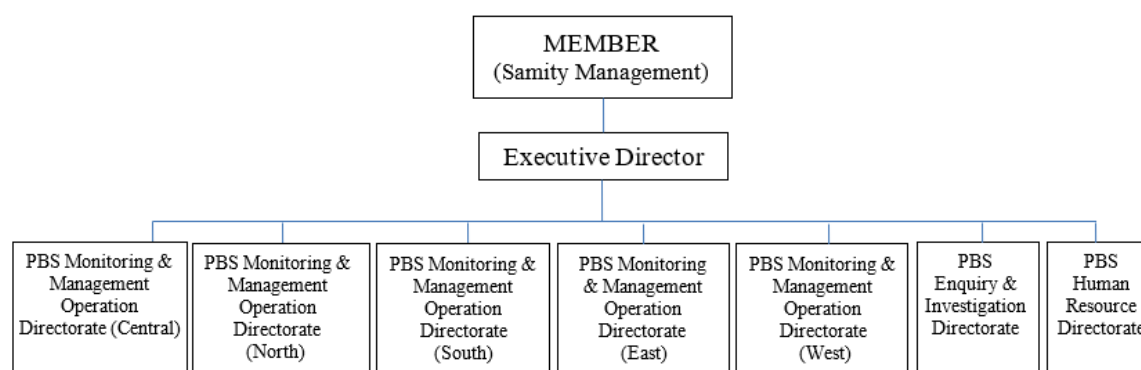 MEMBER
(Samity Management)
Executive Director
PBS Monitoring &
Management
Operation
Directorate (Central)
PBS Monitoring &
Management
Operation
Directorate
(North)
PBS Monitoring &
Management
Operation
Directorate
(South)
PBS Monitoring
& Management
Operation
Directorate
(East)
PBS Monitoring &
Management
Operation
Directorate
(West)
PBS
Enquiry &
Investigation
Directorate
PBS
Human
Resource
Directorate